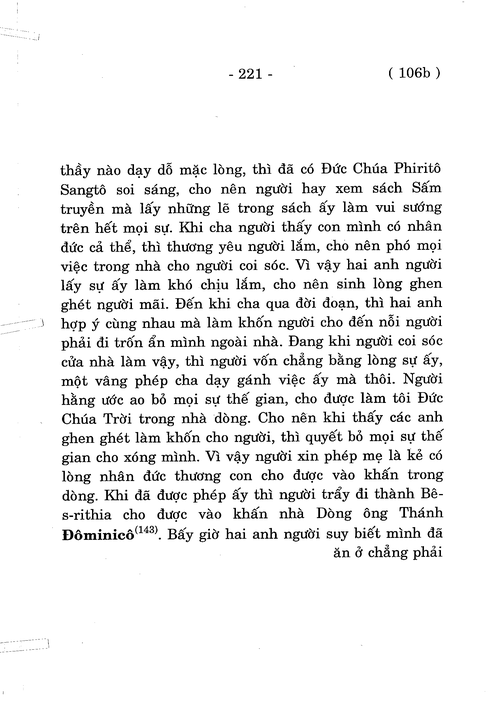 - 221 - ( 106b )
thầy nào dạy dỗ mặc lòng, thì đã có Đức Chúa Phiritô
Sangtô soi sáng, cho nên người hay xem sách Sấm
truyền mà lấy những lẽ trong sách ấy làm vui sướng
trên hết mọi sự. Khi cha người thấy con mình có nhân
đức cả thể, thì thương yêu người lắm, cho nên phó mọi
việc trong nhà cho người coi sóc. Vì vậy hai anh người
lấy sự ấy làm khó chịu lắm, cho nên sinh lòng ghen
ghét người mãi. Đến khi cha qua đời đoạn, thì hai anh
hợp ý cùng nhau mà làm khốn người cho đến nỗi người
phải đi trốn ẩn mình ngoài nhà. Đang khi người coi sóc
cửa nhà làm vậy, thì người vốn chẳng bằng lòng sự ấy,
một vâng phép cha dạy gánh việc ấy mà thôi. Người
hằng ước ao bỏ mọi sự thế gian, cho được làm tôi Đức
Chúa Trời trong nhà dòng. Cho nên khi thấy các anh
ghen ghét làm khốn cho người, thì quyết bỏ mọi sự thế
gian cho xóng mình. Vì vậy người xin phép mẹ là kẻ có
lòng nhân đức thương con cho được vào khấn trong
dòng. Khi đã được phép ấy thì người trẩy đi thành Bê-
s-rithia cho được vào khấn nhà Dòng ông Thánh
Đôminicô(143). Bấy giờ hai anh người suy biết mình đã
ăn ở chẳng phải